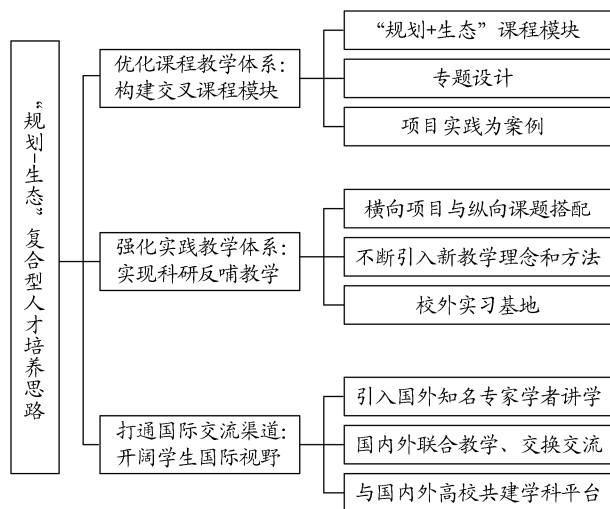 “规划-生态”复合型人才培养思路
优化课程教学体系:
构建交叉课程模块
“规划+生态”课程模块
专题设计
项目实践为案例
强化实践教学体系:
实现科研反哺教学
横向项目与纵向课题搭配
不断引入新教学理念和方法
校外实习基地
打通国际交流渠道:
开阔学生国际视野
引入国外知名专家学者讲学
国内外联合教学、交换交流
与国内外高校共建学科平台